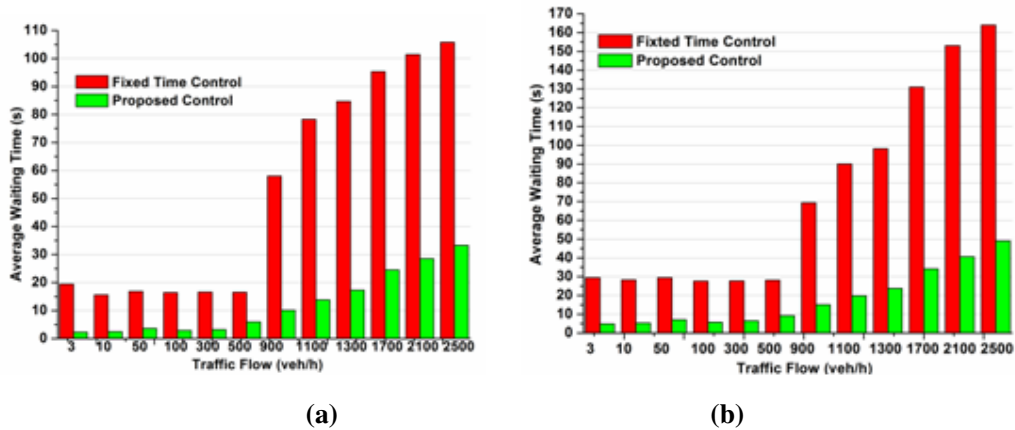 110
100
90
80
70
60
50
40
30
20
10
0
Average Waiting Time (s)
Fixed Time Control
Proposed Control
3 10 50 100 300 500 900 1100 1300 1700 2100 2500
Traffic Flow (veh/h)
(a)
170
160
150
140
130
120
110
100
90
80
70
60
50
40
30
20
10
0
Average Waiting Time (s)
Fixted Time Control
Proposed Control
3 10 50 100 300 500 900 1100 1300 1700 2100 2500
Traffic Flow (veh/h)
(b)